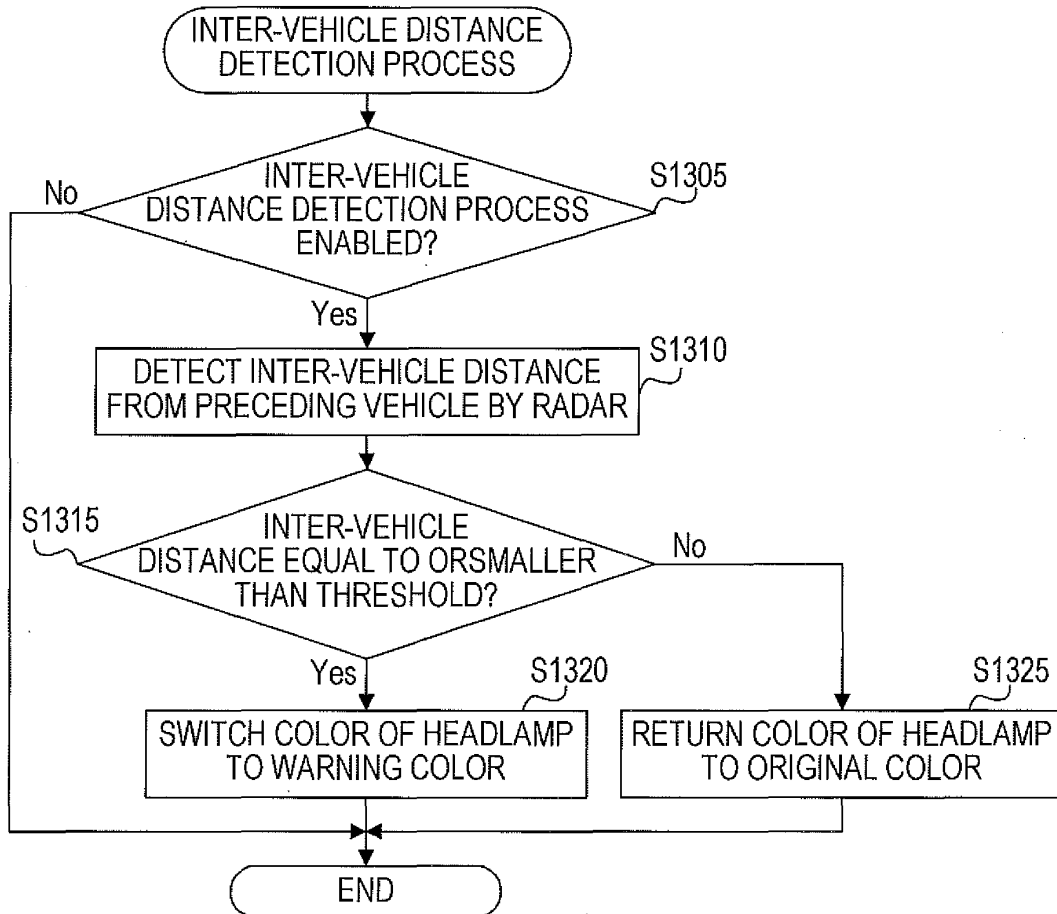 INTER-VEHICLE DISTANCE
DETECTION PROCESS
INTER-VEHICLE
DISTANCE DETECTION PROCESS
ENABLED?
S1305
No
Yes
DETECT INTER-VEHICLE DISTANCE
FROM PRECEDING VEHICLE BY RADAR
S1310
S1315
INTER-VEHICLE
DISTANCE EQUAL TO ORSMALLER
THAN THRESHOLD?
No
Yes
S1320
SWITCH COLOR OF HEADLAMP
TO WARNING COLOR
S1325
RETURN COLOR OF HEADLAMP
TO ORIGINAL COLOR
END